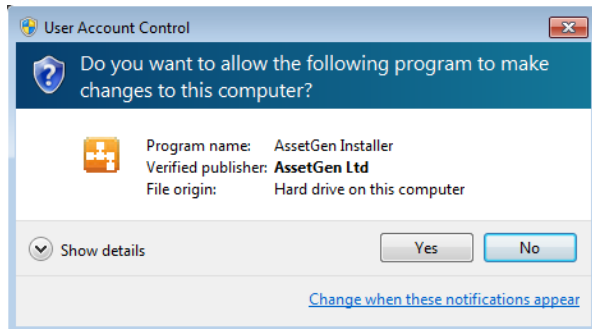 User Account Control
Do you want to allow the following program to make
changes to this computer?
Program name: AssetGen Installer
Verified publisher: AssetGen Ltd
File origin: Hard drive on this computer
Show details Yes No
Change when these notifications appear